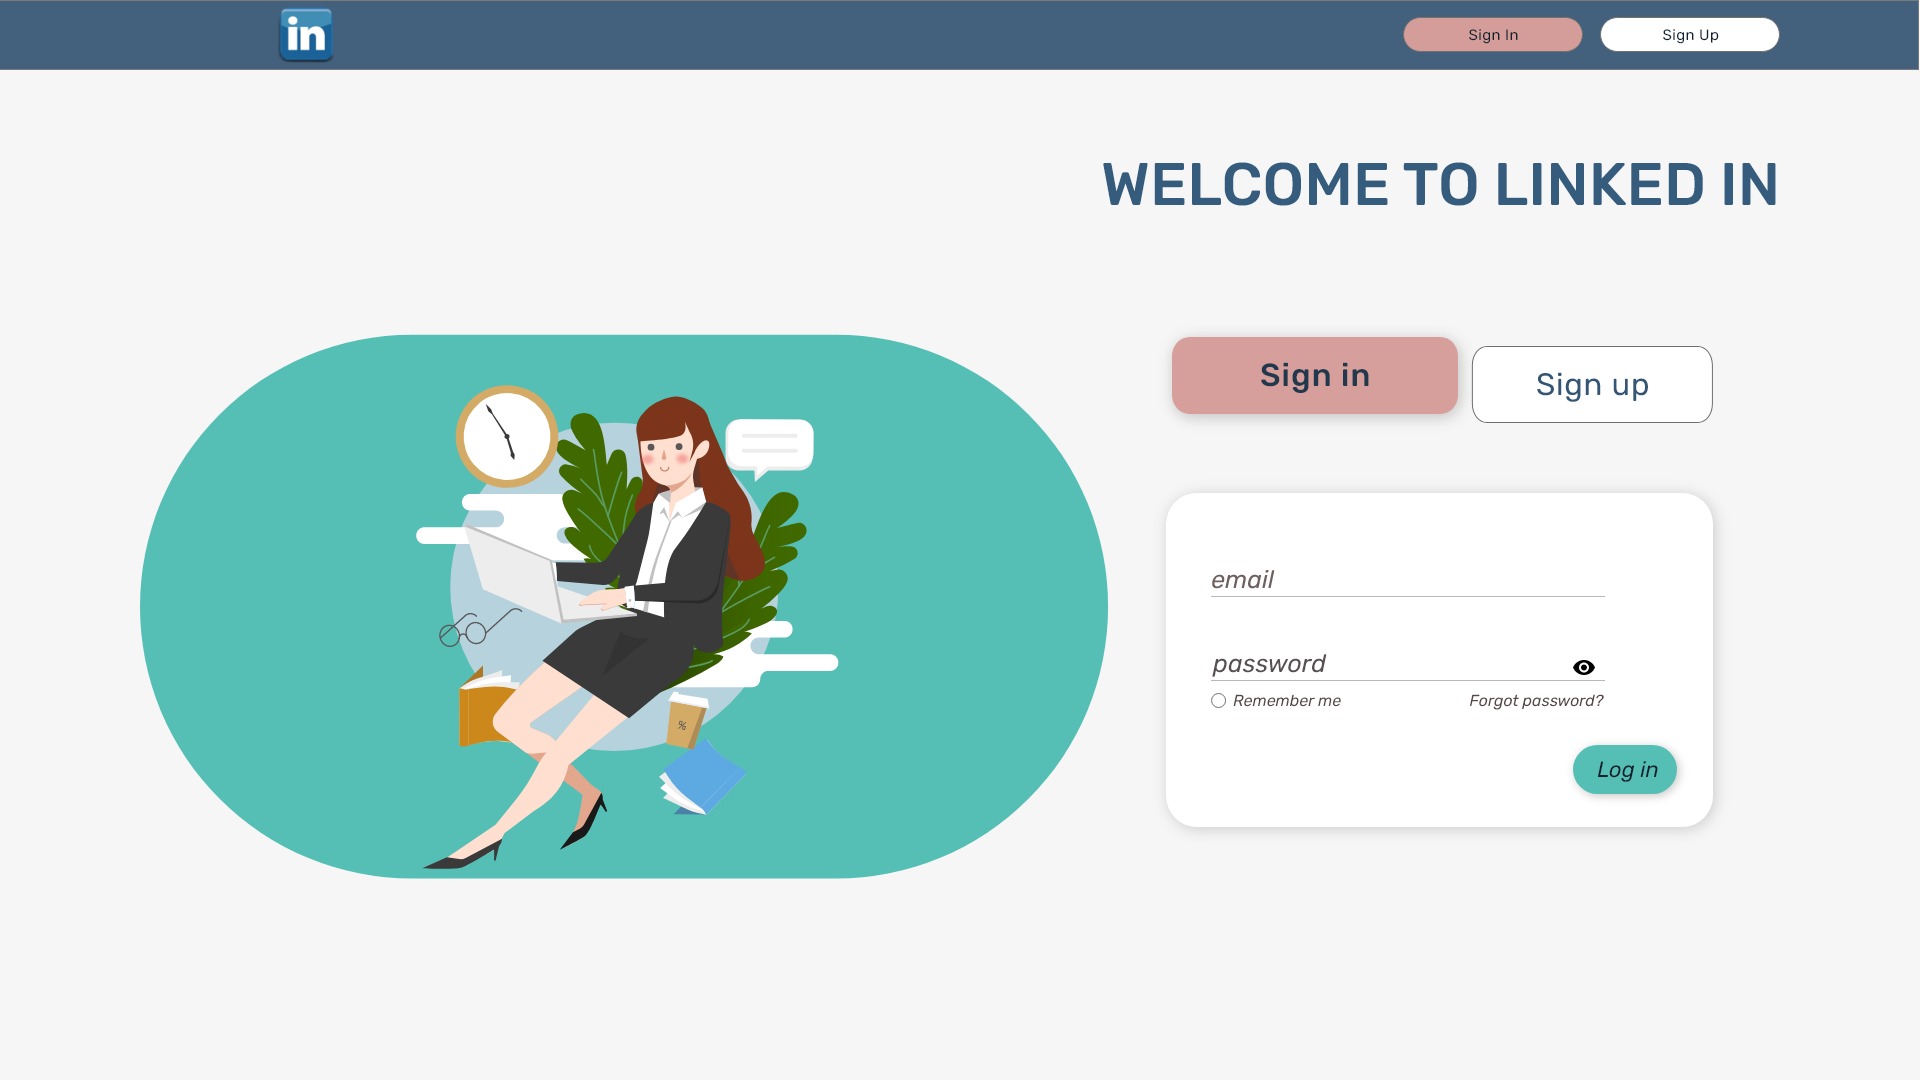 in
Sign In
Sign Up
WELCOME TO LINKED IN
Sign in
Sign up
email
password
Remember me
Forgot password?
%
Log in